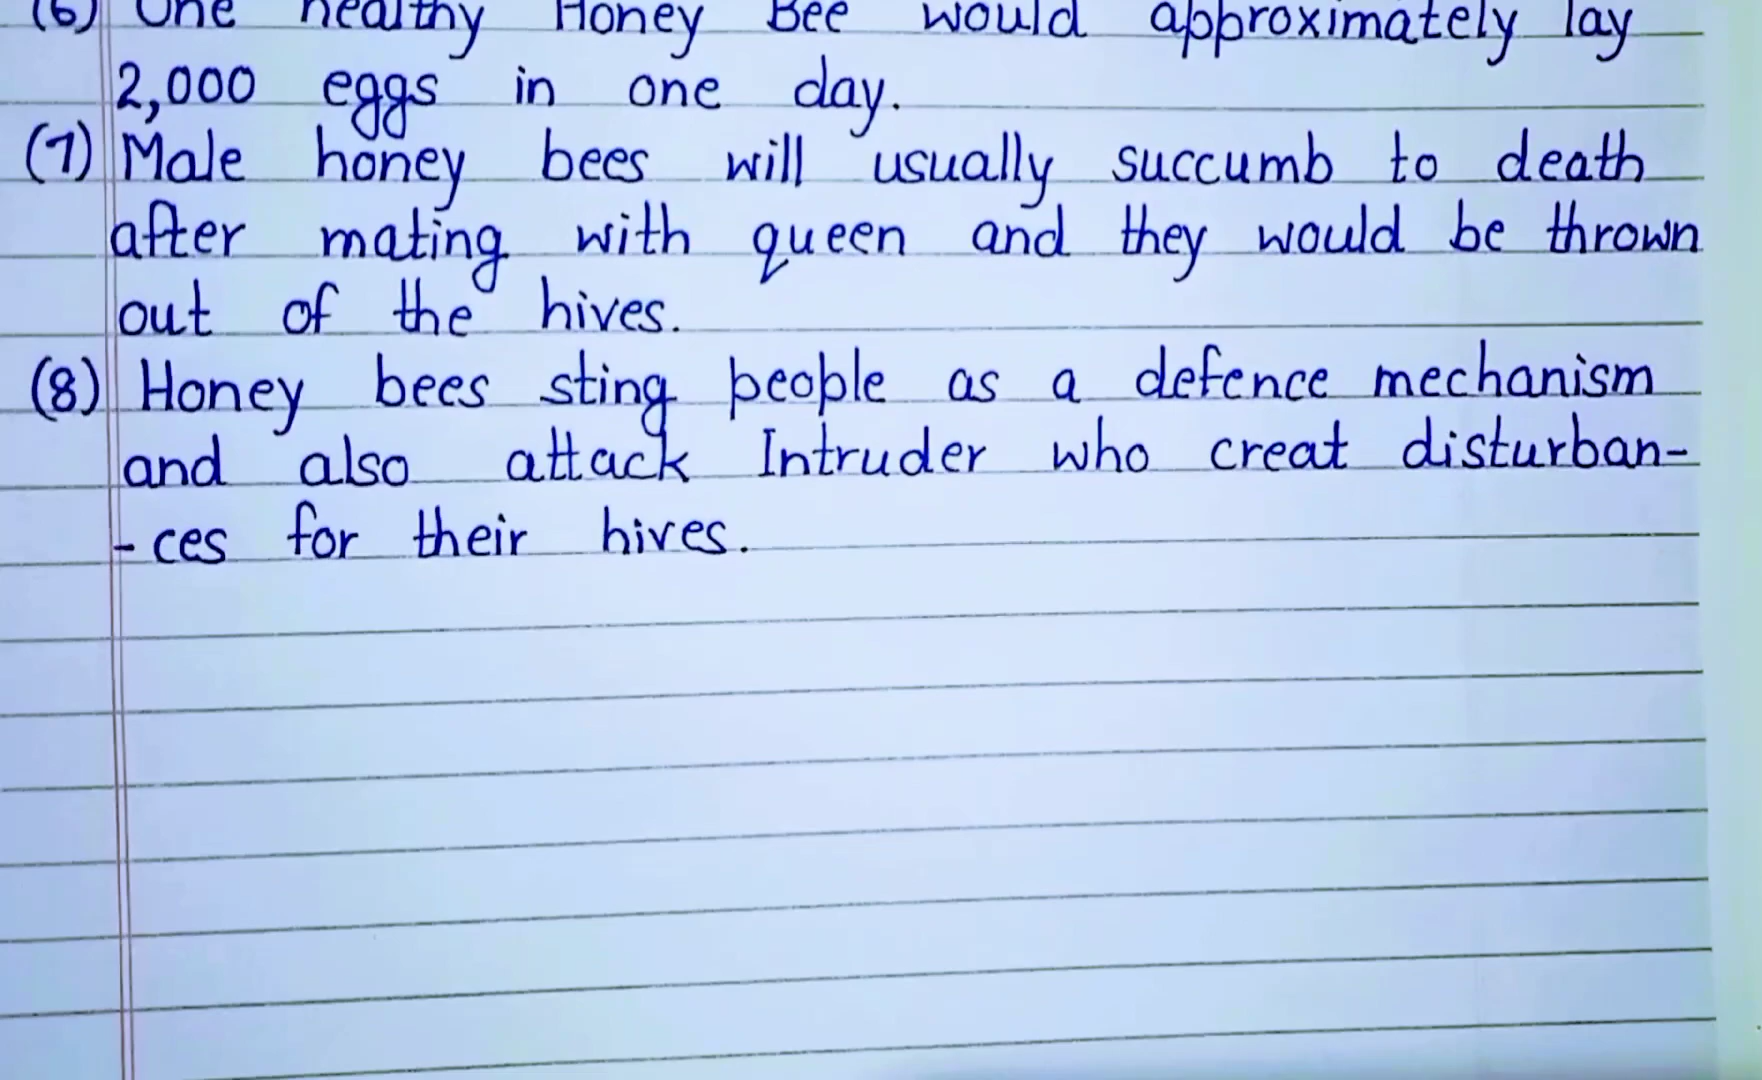 (6) One healthy Honey Bee would approximately lay
2,000 eggs in one day.
(7) Male honey bees will usually succumb to death
after mating with queen and they would be thrown
out of the hives.
(8) Honey bees sting people as a defence mechanism
and also attack Intruder who creat disturban-
-ces for their hives.